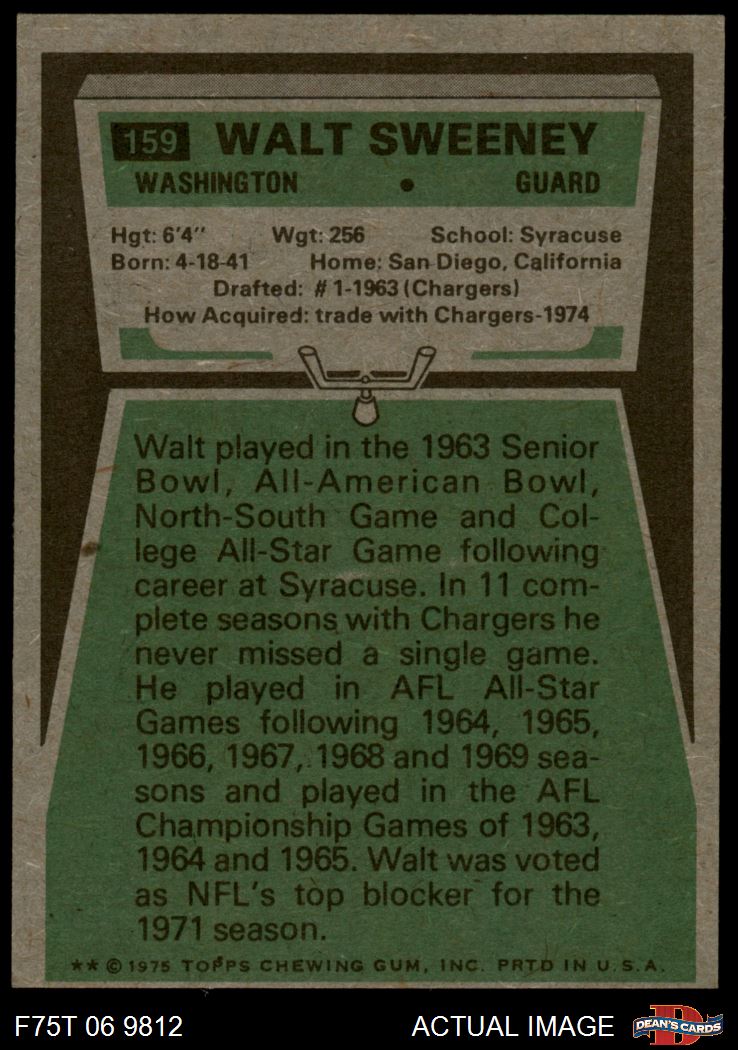 159 WALT SWEENEY
WASHINGTON • GUARD
Hgt: 6'4" Wgt: 256 School: Syracuse
Born: 4-18-41 Home: San Diego, California
Drafted: #1-1963 (Chargers)
How Acquired: trade with Chargers-1974
Walt played in the 1963 Senior
Bowl, All-American Bowl,
North-South Game and Col-
lege All-Star Game following
career at Syracuse. In 11 com-
plete seasons with Chargers he
never missed a single game.
He played in AFL All-Star
Games following 1964, 1965,
1966, 1967, 1968 and 1969 sea-
sons and played in the AFL
Championship Games of 1963,
1964 and 1965. Walt was voted
as NFL's top blocker for the
1971 season.
** © 1975 TOPPS CHEWING GUM, INC. PRTD IN U.S.A.
F75T 06 9812 ACTUAL IMAGE DEAN'S CARDS